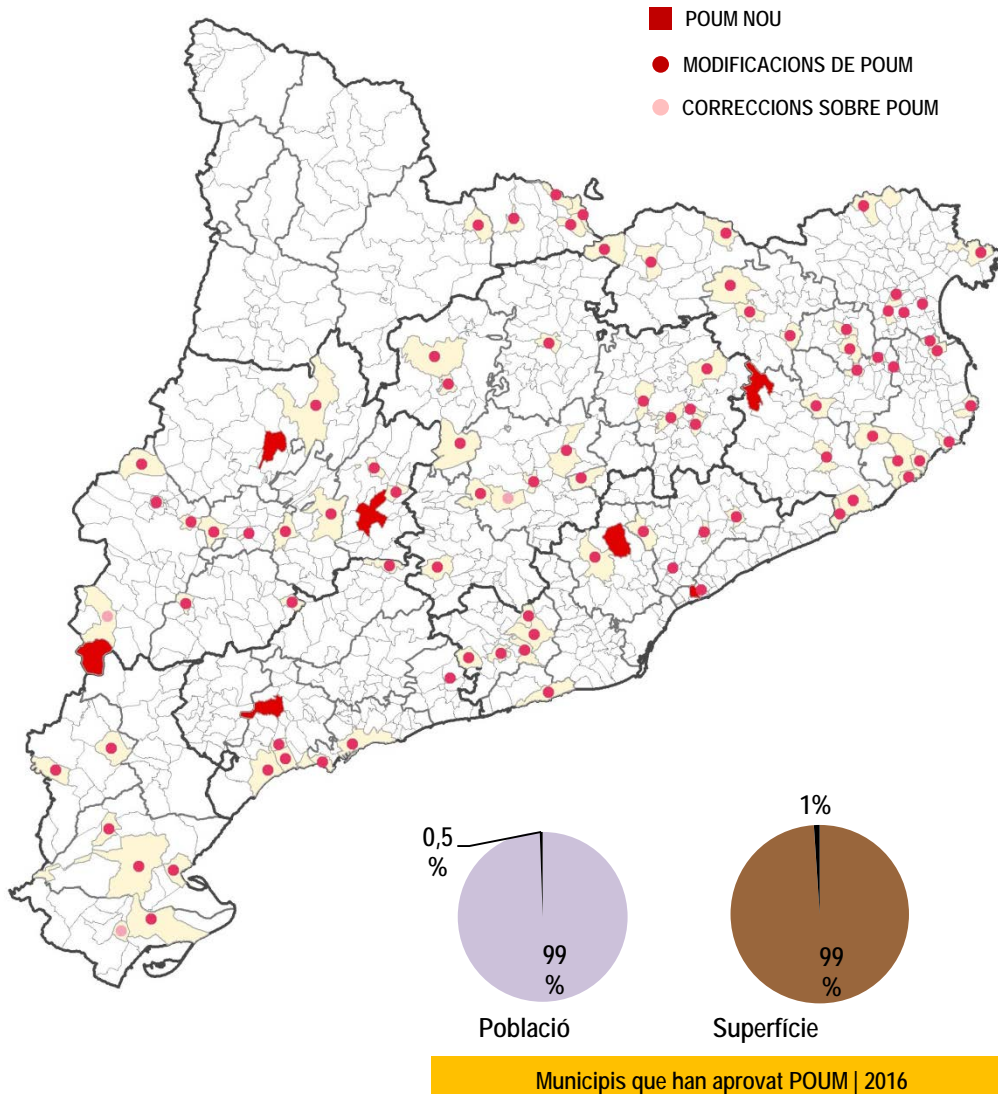 POUM NOU
MODIFICACIONS DE POUM
CORRECCIONS SOBRE POUM
0,5
%
99
%
Població
1%
99
%
Superfície
Municipis que han aprovat POUM | 2016